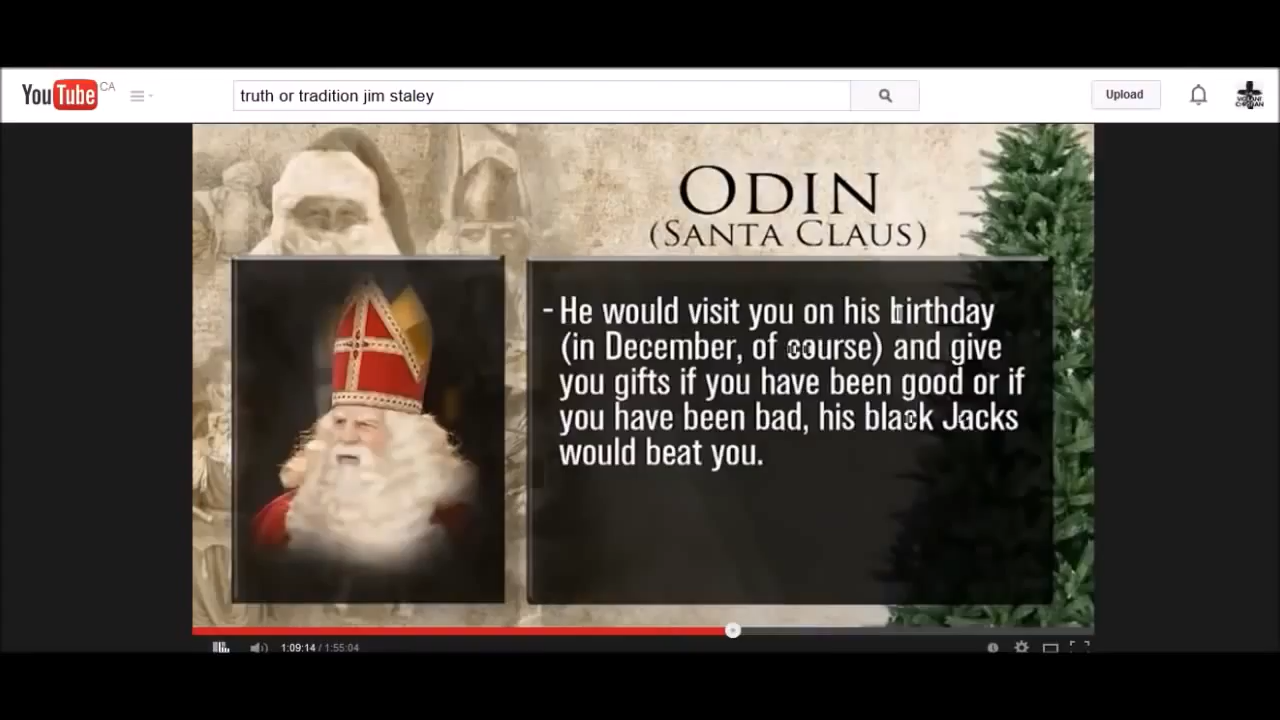 YouTube CA
truth or tradition jim staley
Upload
ODIN
(SANTA CLAUS)
- He would visit you on his birthday
(in December, of course) and give
you gifts if you have been good or if
you have been bad, his black Jacks
would beat you.
1:09:14 / 1:55:04